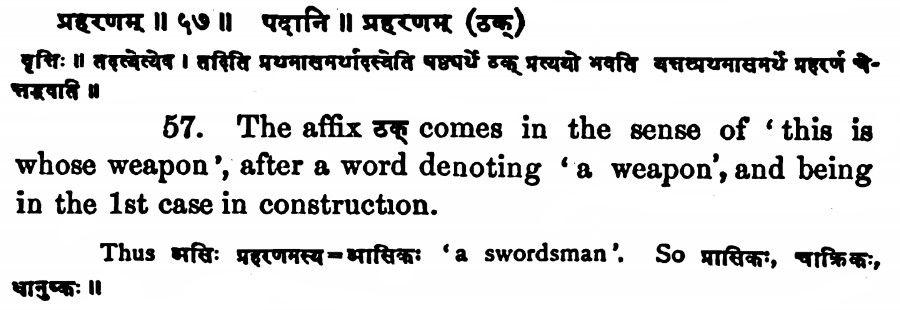 प्रहरणम् ॥ ५७ ॥ पदानि ॥ प्रहरणम् (ठक्)
वृत्तिः ॥ तदत्येत्येव । तदिति प्रथमासमर्थादस्येति षष्ठ्यर्थे ठक् प्रत्ययो भवति यत्तत्प्रथमासमर्थं प्रहरणं चे-
त्तद्भवति ॥
57. The affix ठक् comes in the sense of ‘this is
whose weapon’, after a word denoting ‘a weapon’, and being
in the 1st case in construction.
Thus असिः प्रहरणमस्य=आसिकः ‘a swordsman’. So प्रासिकः, चाक्रिकः,
धानुष्कः ॥